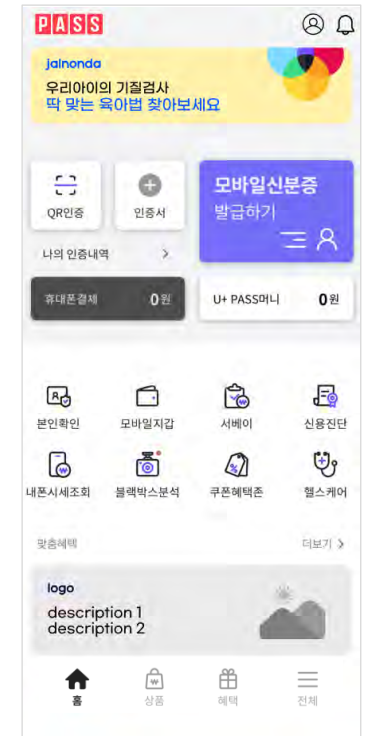 PASS
jalnonda
우리아이의 기질검사
딱 맞는 육아법 찾아보세요
QR인증
인증서
모바일신분증
발급하기
나의 인증내역
휴대폰결제 0원
U+ PASS머니 0원
본인확인
모바일지갑
서베이
신용진단
내폰시세조회
블랙박스분석
쿠폰혜택존
헬스케어
맞춤혜택
더보기
logo
description 1
description 2
홈
상품
혜택
전체